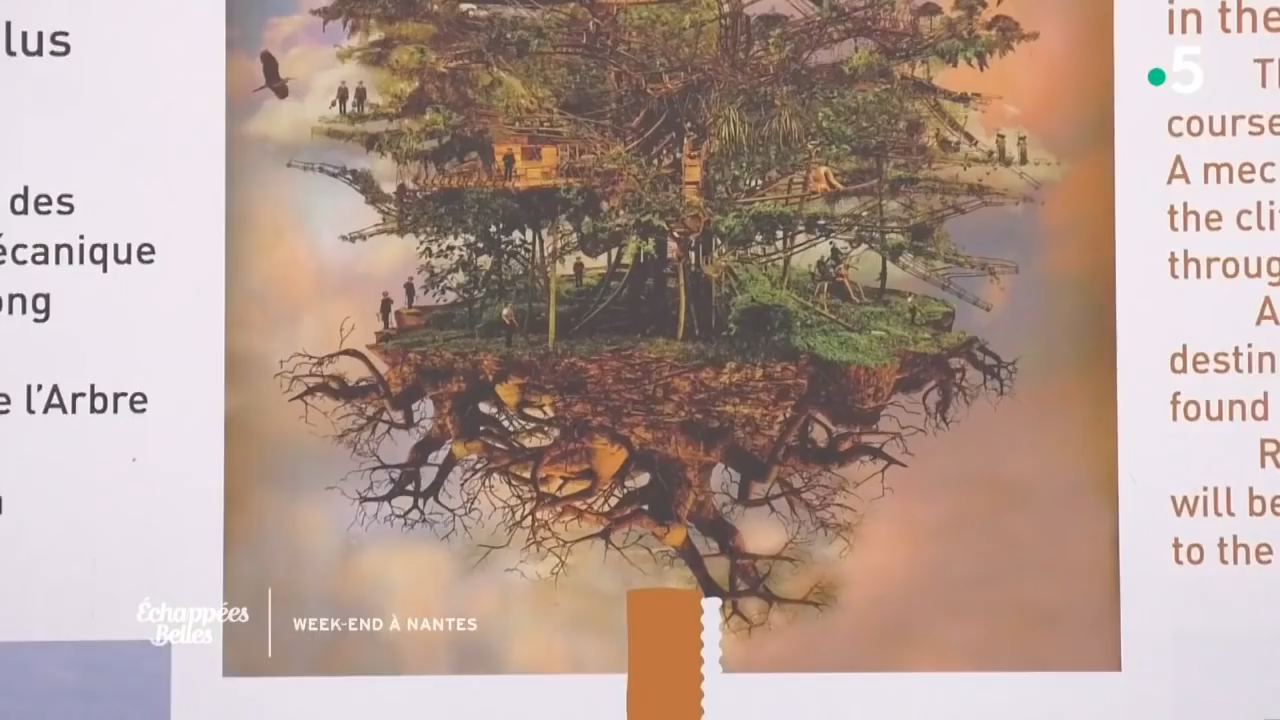 lus
des
écanique
ong
e l'Arbre
in the
5
Th
course
A mec
the cli
throug
A
destin
found
R
will be
to the
Échappées
Belles
WEEK-END À NANTES